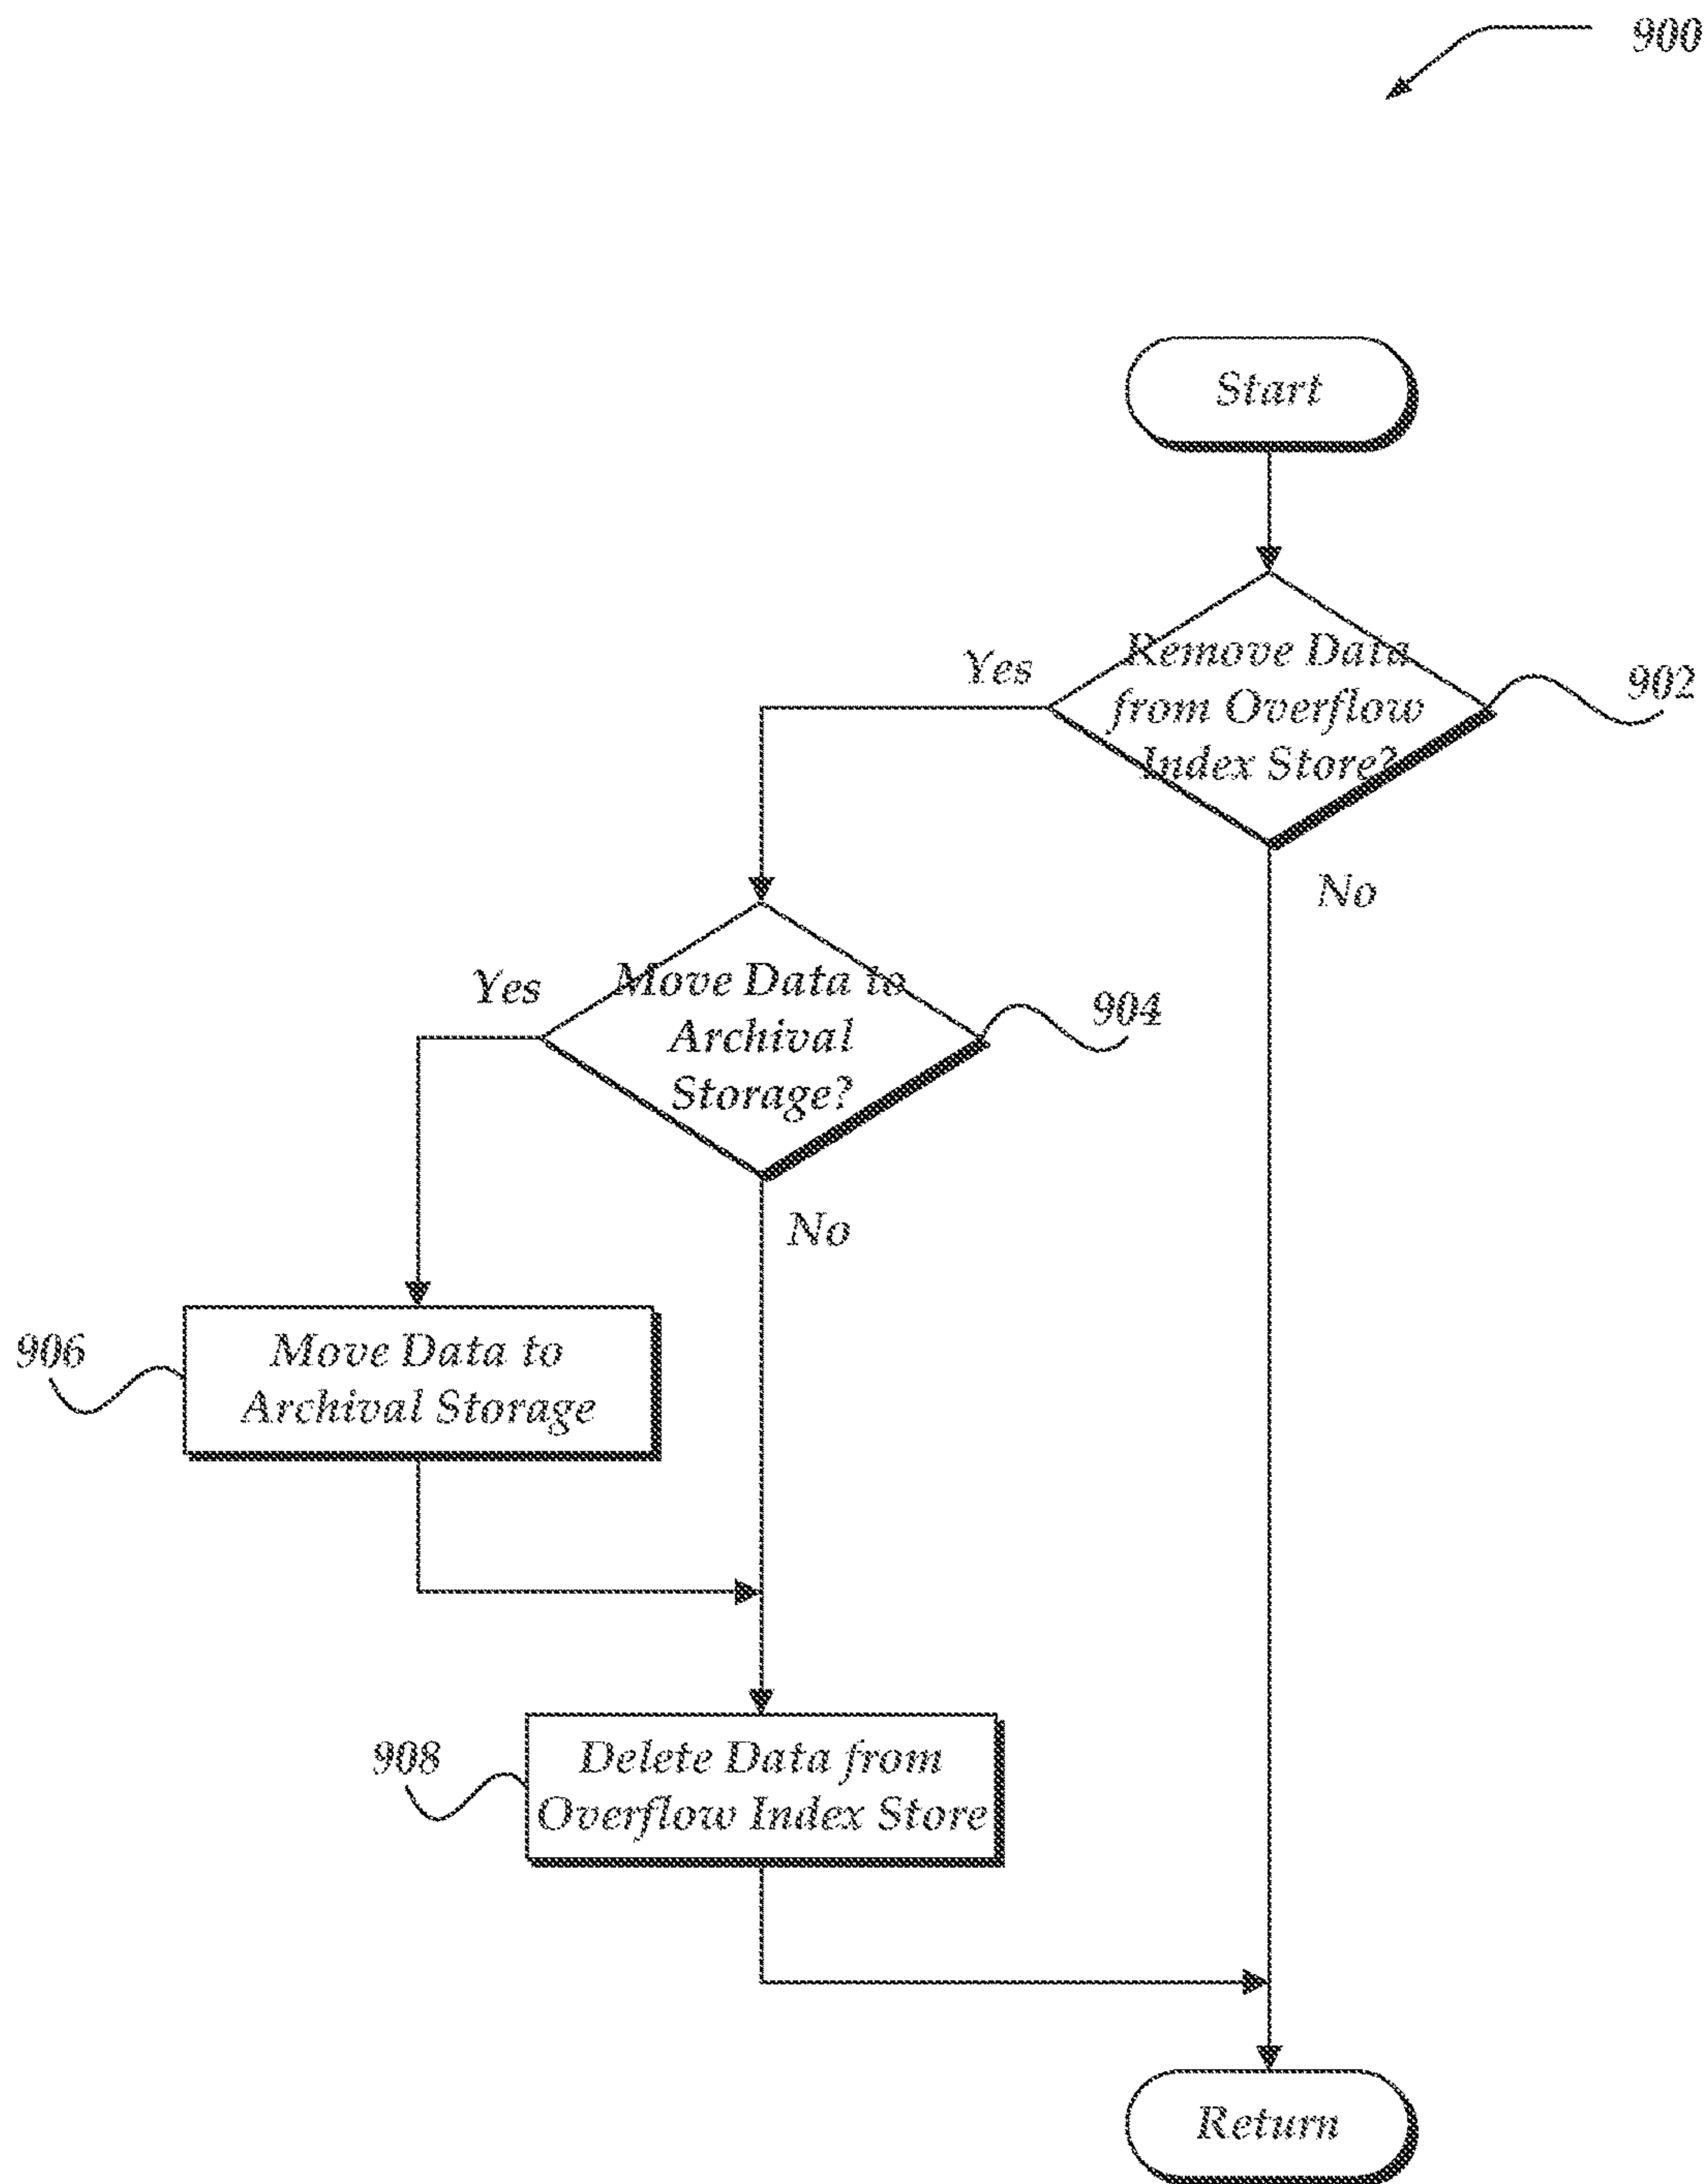 900
Start
Remove Data
from Overflow
Index Store?
902
Yes
No
Move Data to
Archival
Storage?
904
Yes
No
906
Move Data to
Archival Storage
908
Delete Data from
Overflow Index Store
Return